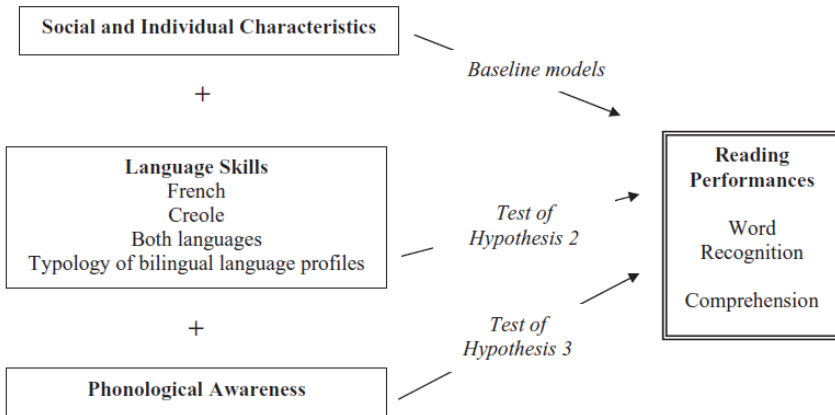 Social and Individual Characteristics
Baseline models
+
Language Skills
French
Creole
Both languages
Typology of bilingual language profiles
Test of
Hypothesis 2
Reading
Performances
Word
Recognition
Comprehension
+
Test of
Hypothesis 3
Phonological Awareness